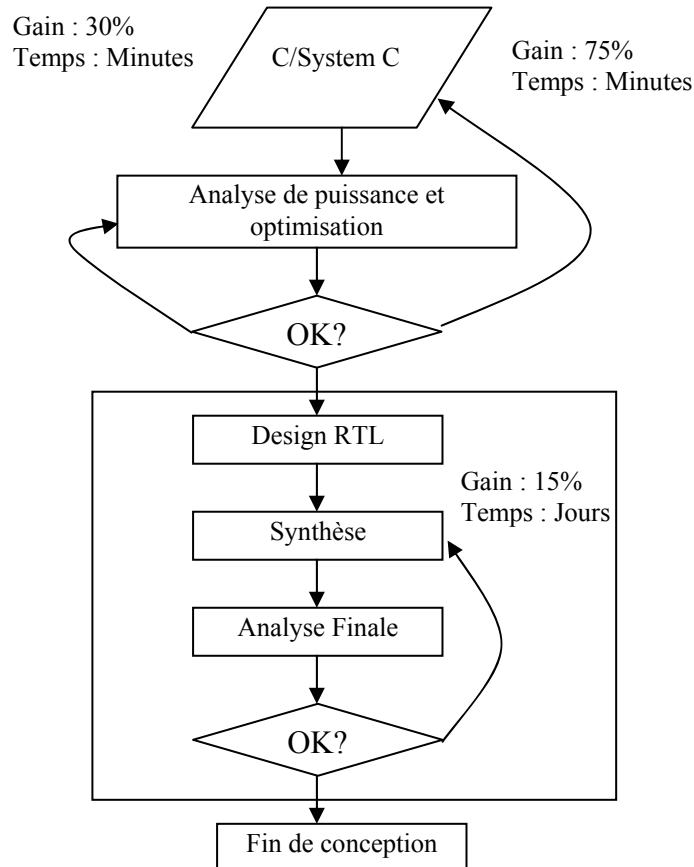 Gain : 30%
Temps : Minutes
C/System C
Gain : 75%
Temps : Minutes
Analyse de puissance et
optimisation
OK?
Design RTL
Gain : 15%
Temps : Jours
Synthèse
Analyse Finale
OK?
Fin de conception